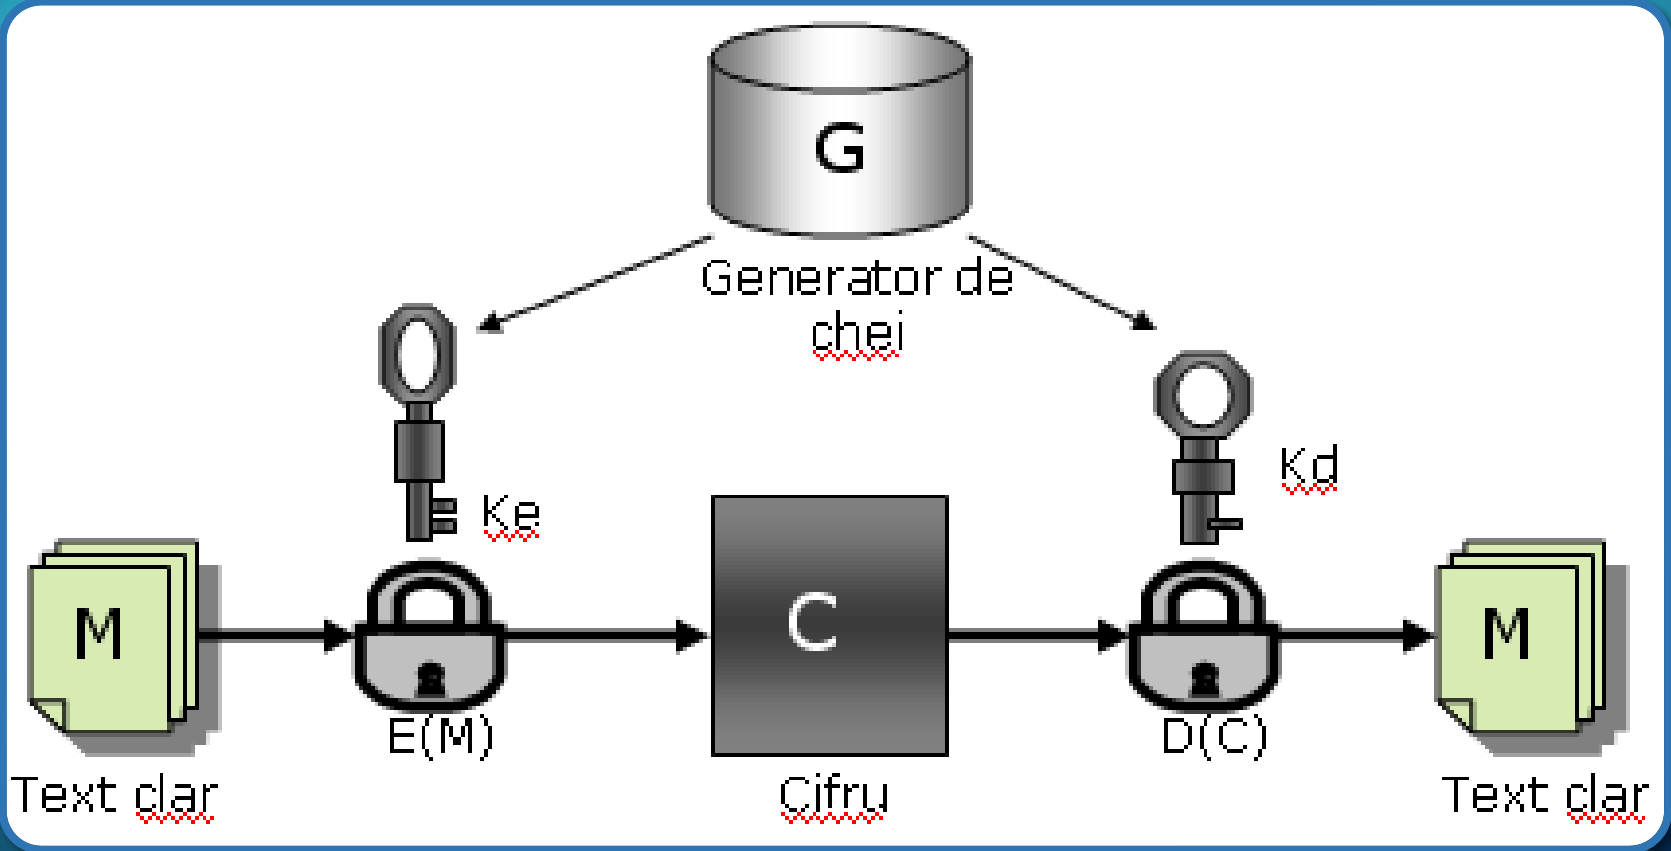 G
Generator de
chei
Ke
Kd
M
C
M
E(M)
D(C)
Text clar
Cifru
Text clar